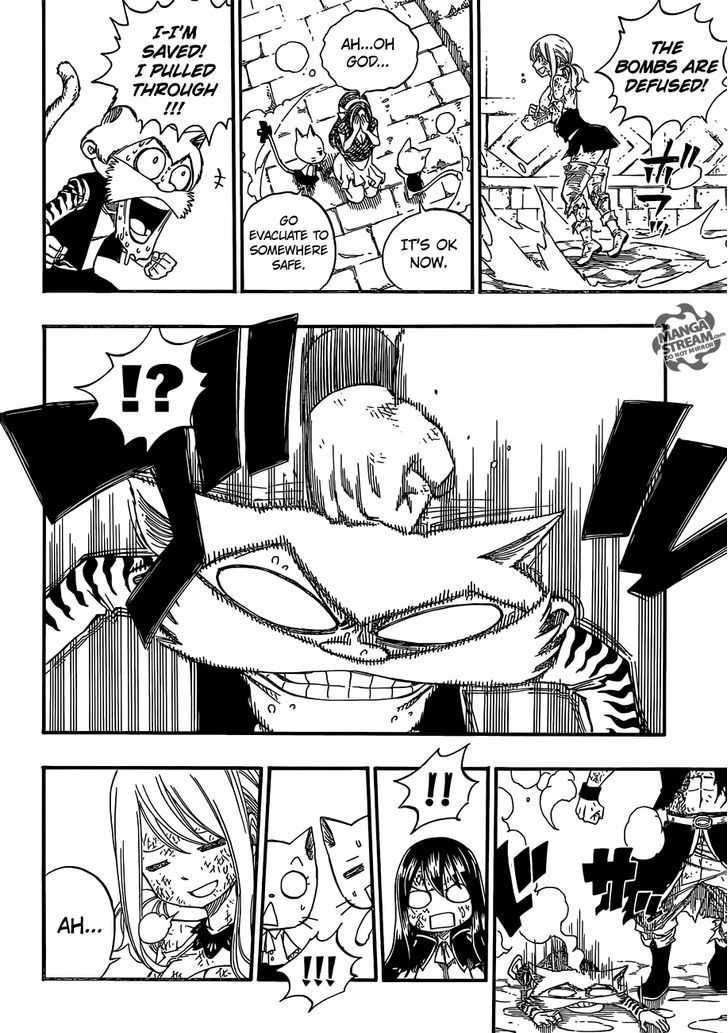 THE
BOMBS ARE
DEFUSED!
AH...OH
GOD...
IT'S OK
NOW.
GO
EVACUATE TO
SOMEWHERE
SAFE.
I-I'M
SAVED!
I PULLED
THROUGH
!!!
MANGA
STREAM.com
DO NOT MIRROR
!?
!!
!!!
AH...